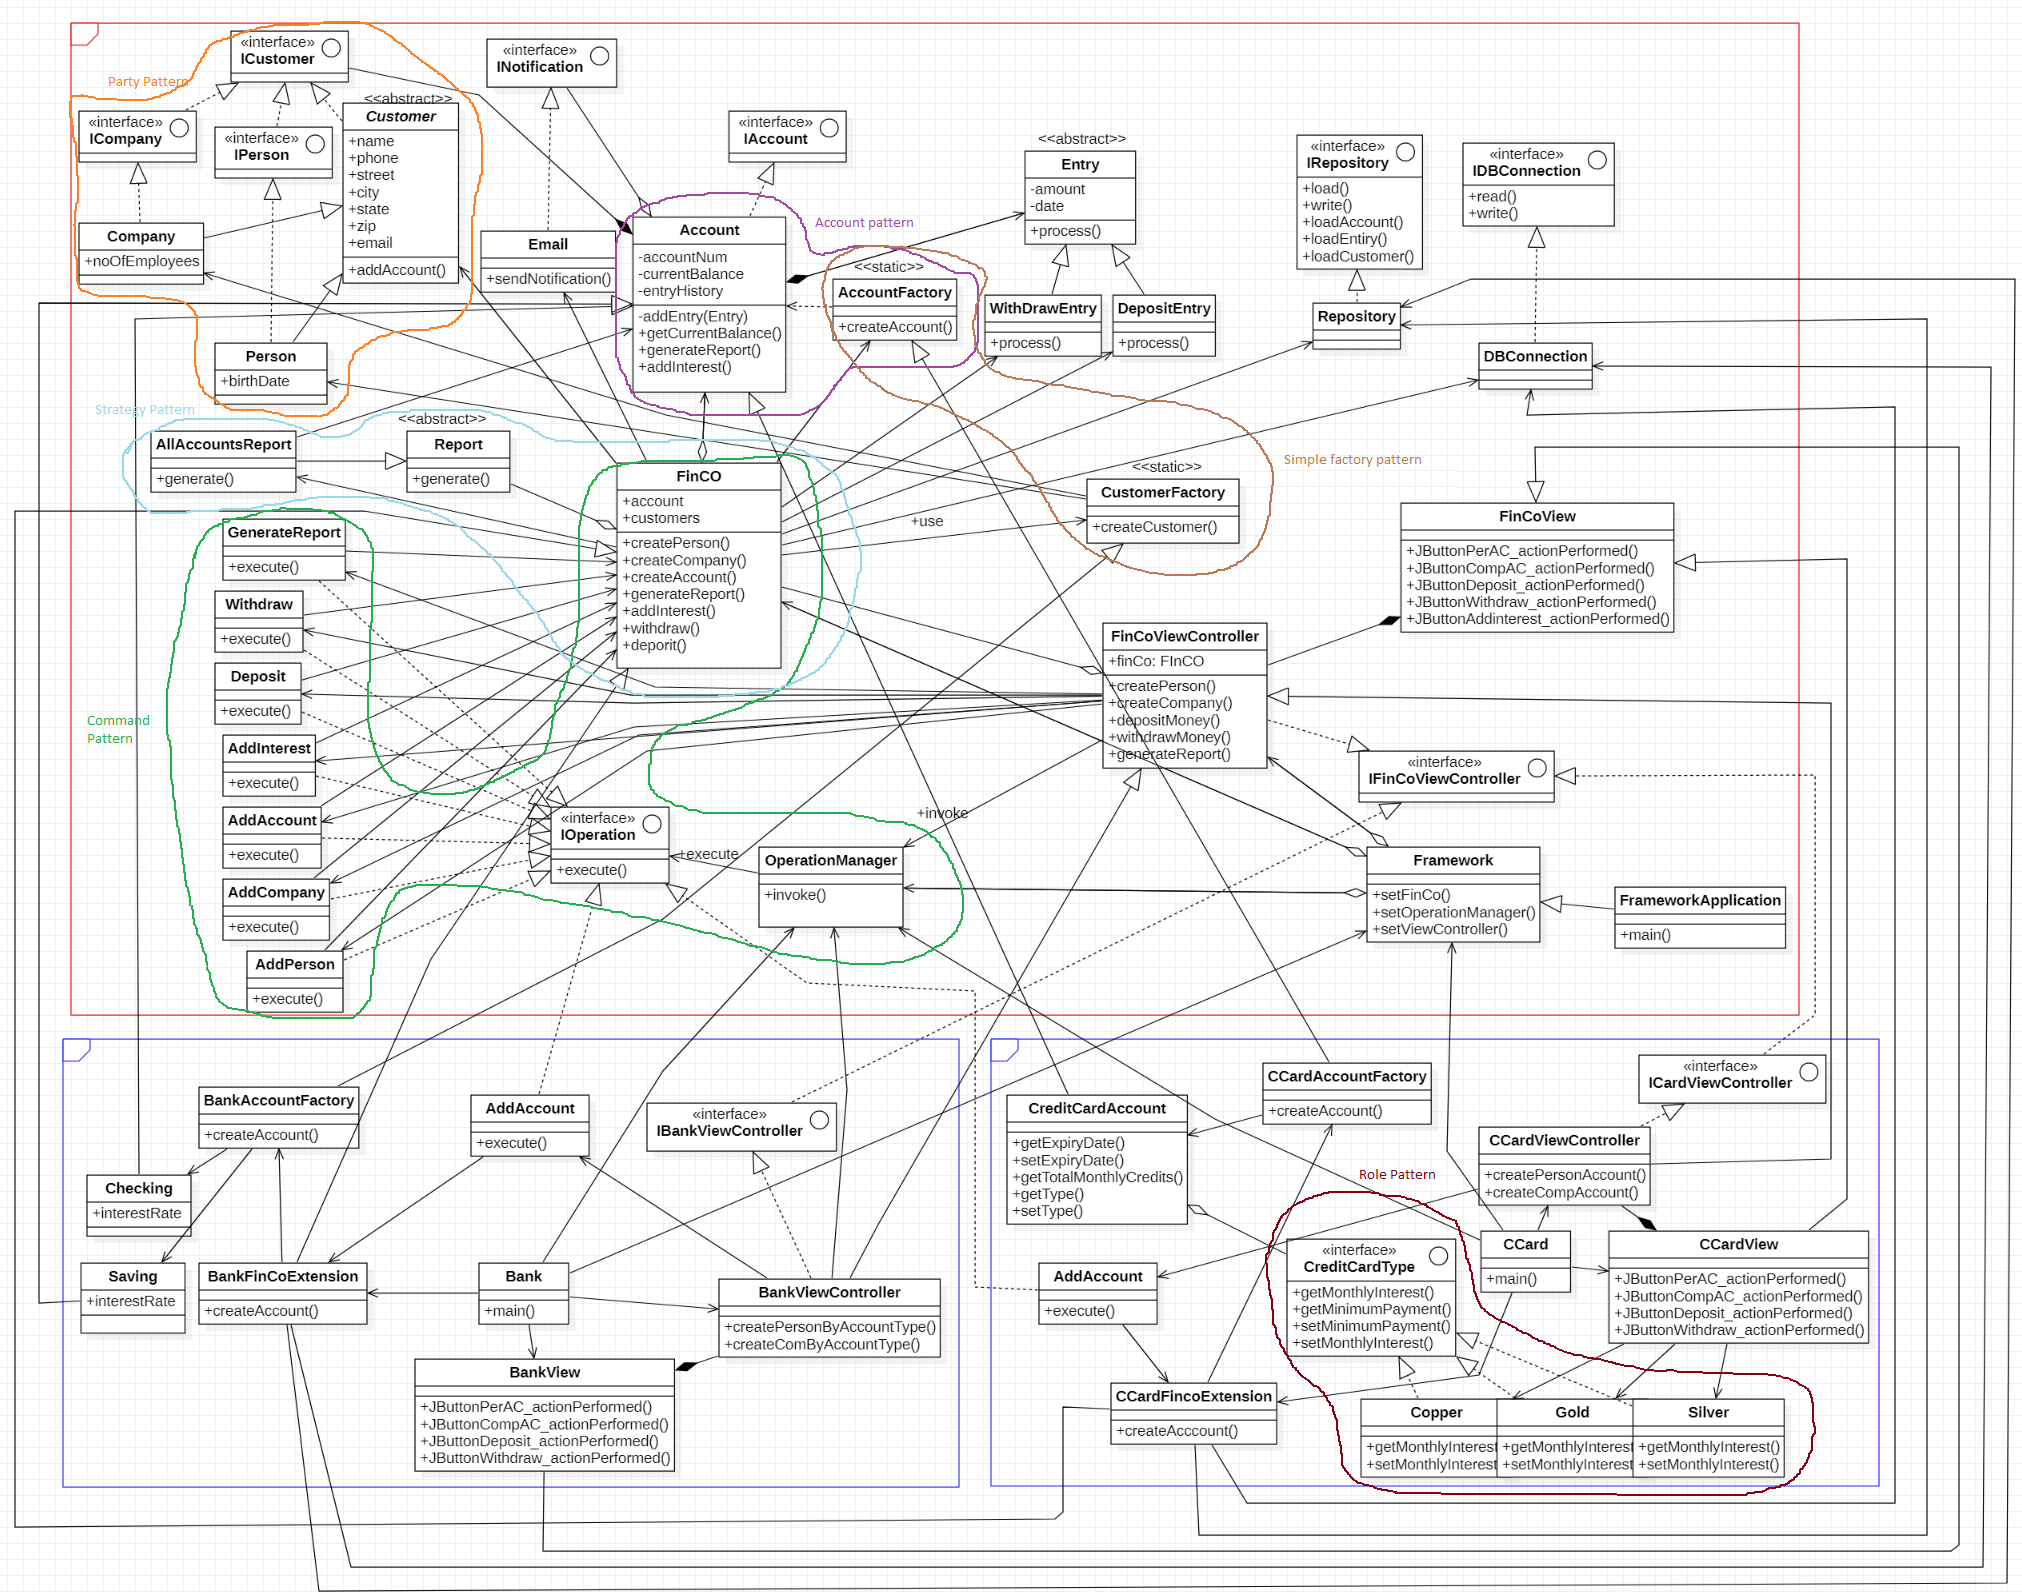 Party Pattern
«interface»
ICustomer
«interface»
ICompany
«interface»
IPerson
<<abstract>>
Customer
+name
+phone
+street
+city
+state
+zip
+email
+addAccount()
Company
+noOfEmployees
Person
+birthDate
«interface»
INotification
Email
+sendNotification()
«interface»
IAccount
Account pattern
Account
-accountNum
-currentBalance
-entryHistory
-addEntry(Entry)
+getCurrentBalance()
+generateReport()
+addInterest()
<<static>>
AccountFactory
+createAccount()
<<abstract>>
Entry
-amount
-date
+process()
WithDrawEntry
+process()
DepositEntry
+process()
«interface»
IRepository
+load()
+write()
+loadAccount()
+loadEntiry()
+loadCustomer()
Repository
«interface»
IDBConnection
+read()
+write()
DBConnection
Strategy Pattern
AllAccountsReport
+generate()
<<abstract>>
Report
+generate()
FinCO
+account
+customers
+createPerson()
+createCompany()
+createAccount()
+generateReport()
+addInterest()
+withdraw()
+deporit()
+use
<<static>>
CustomerFactory
+createCustomer()
Simple factory pattern
FinCoView
+JButtonPerAC_actionPerformed()
+JButtonCompAC_actionPerformed()
+JButtonDeposit_actionPerformed()
+JButtonWithdraw_actionPerformed()
+JButtonAddinterest_actionPerformed()
GenerateReport
+execute()
Withdraw
+execute()
Deposit
+execute()
AddInterest
+execute()
AddAccount
+execute()
AddCompany
+execute()
AddPerson
+execute()
Command
Pattern
FinCoViewController
+finCo: FInCO
+createPerson()
+createCompany()
+depositMoney()
+withdrawMoney()
+generateReport()
«interface»
IFinCoViewController
+invoke
«interface»
IOperation
+execute()
+execute
OperationManager
+invoke()
Framework
+setFinCo()
+setOperationManager()
+setViewController()
FrameworkApplication
+main()
BankAccountFactory
+createAccount()
AddAccount
+execute()
«interface»
IBankViewController
Checking
+interestRate
Saving
+interestRate
BankFinCoExtension
+createAccount()
Bank
+main()
BankViewController
+createPersonByAccountType()
+createComByAccountType()
BankView
+JButtonPerAC_actionPerformed()
+JButtonCompAC_actionPerformed()
+JButtonDeposit_actionPerformed()
+JButtonWithdraw_actionPerformed()
CCardAccountFactory
+createAccount()
CreditCardAccount
+getExpiryDate()
+setExpiryDate()
+getTotalMonthlyCredits()
+getType()
+setType()
«interface»
ICardViewController
CCardViewController
+createPersonAccount()
+createCompAccount()
Role Pattern
CCard
+main()
CCardView
+JButtonPerAC_actionPerformed()
+JButtonCompAC_actionPerformed()
+JButtonDeposit_actionPerformed()
+JButtonWithdraw_actionPerformed()
«interface»
CreditCardType
+getMonthlyInterest()
+getMinimumPayment()
+setMinimumPayment()
+setMonthlyInterest()
AddAccount
+execute()
CCardFincoExtension
+createAcccount()
Copper
+getMonthlyInterest
+setMonthlyInterest
Gold
+getMonthlyInterest
+setMonthlyInterest
Silver
+getMonthlyInterest()
+setMonthlyInterest()